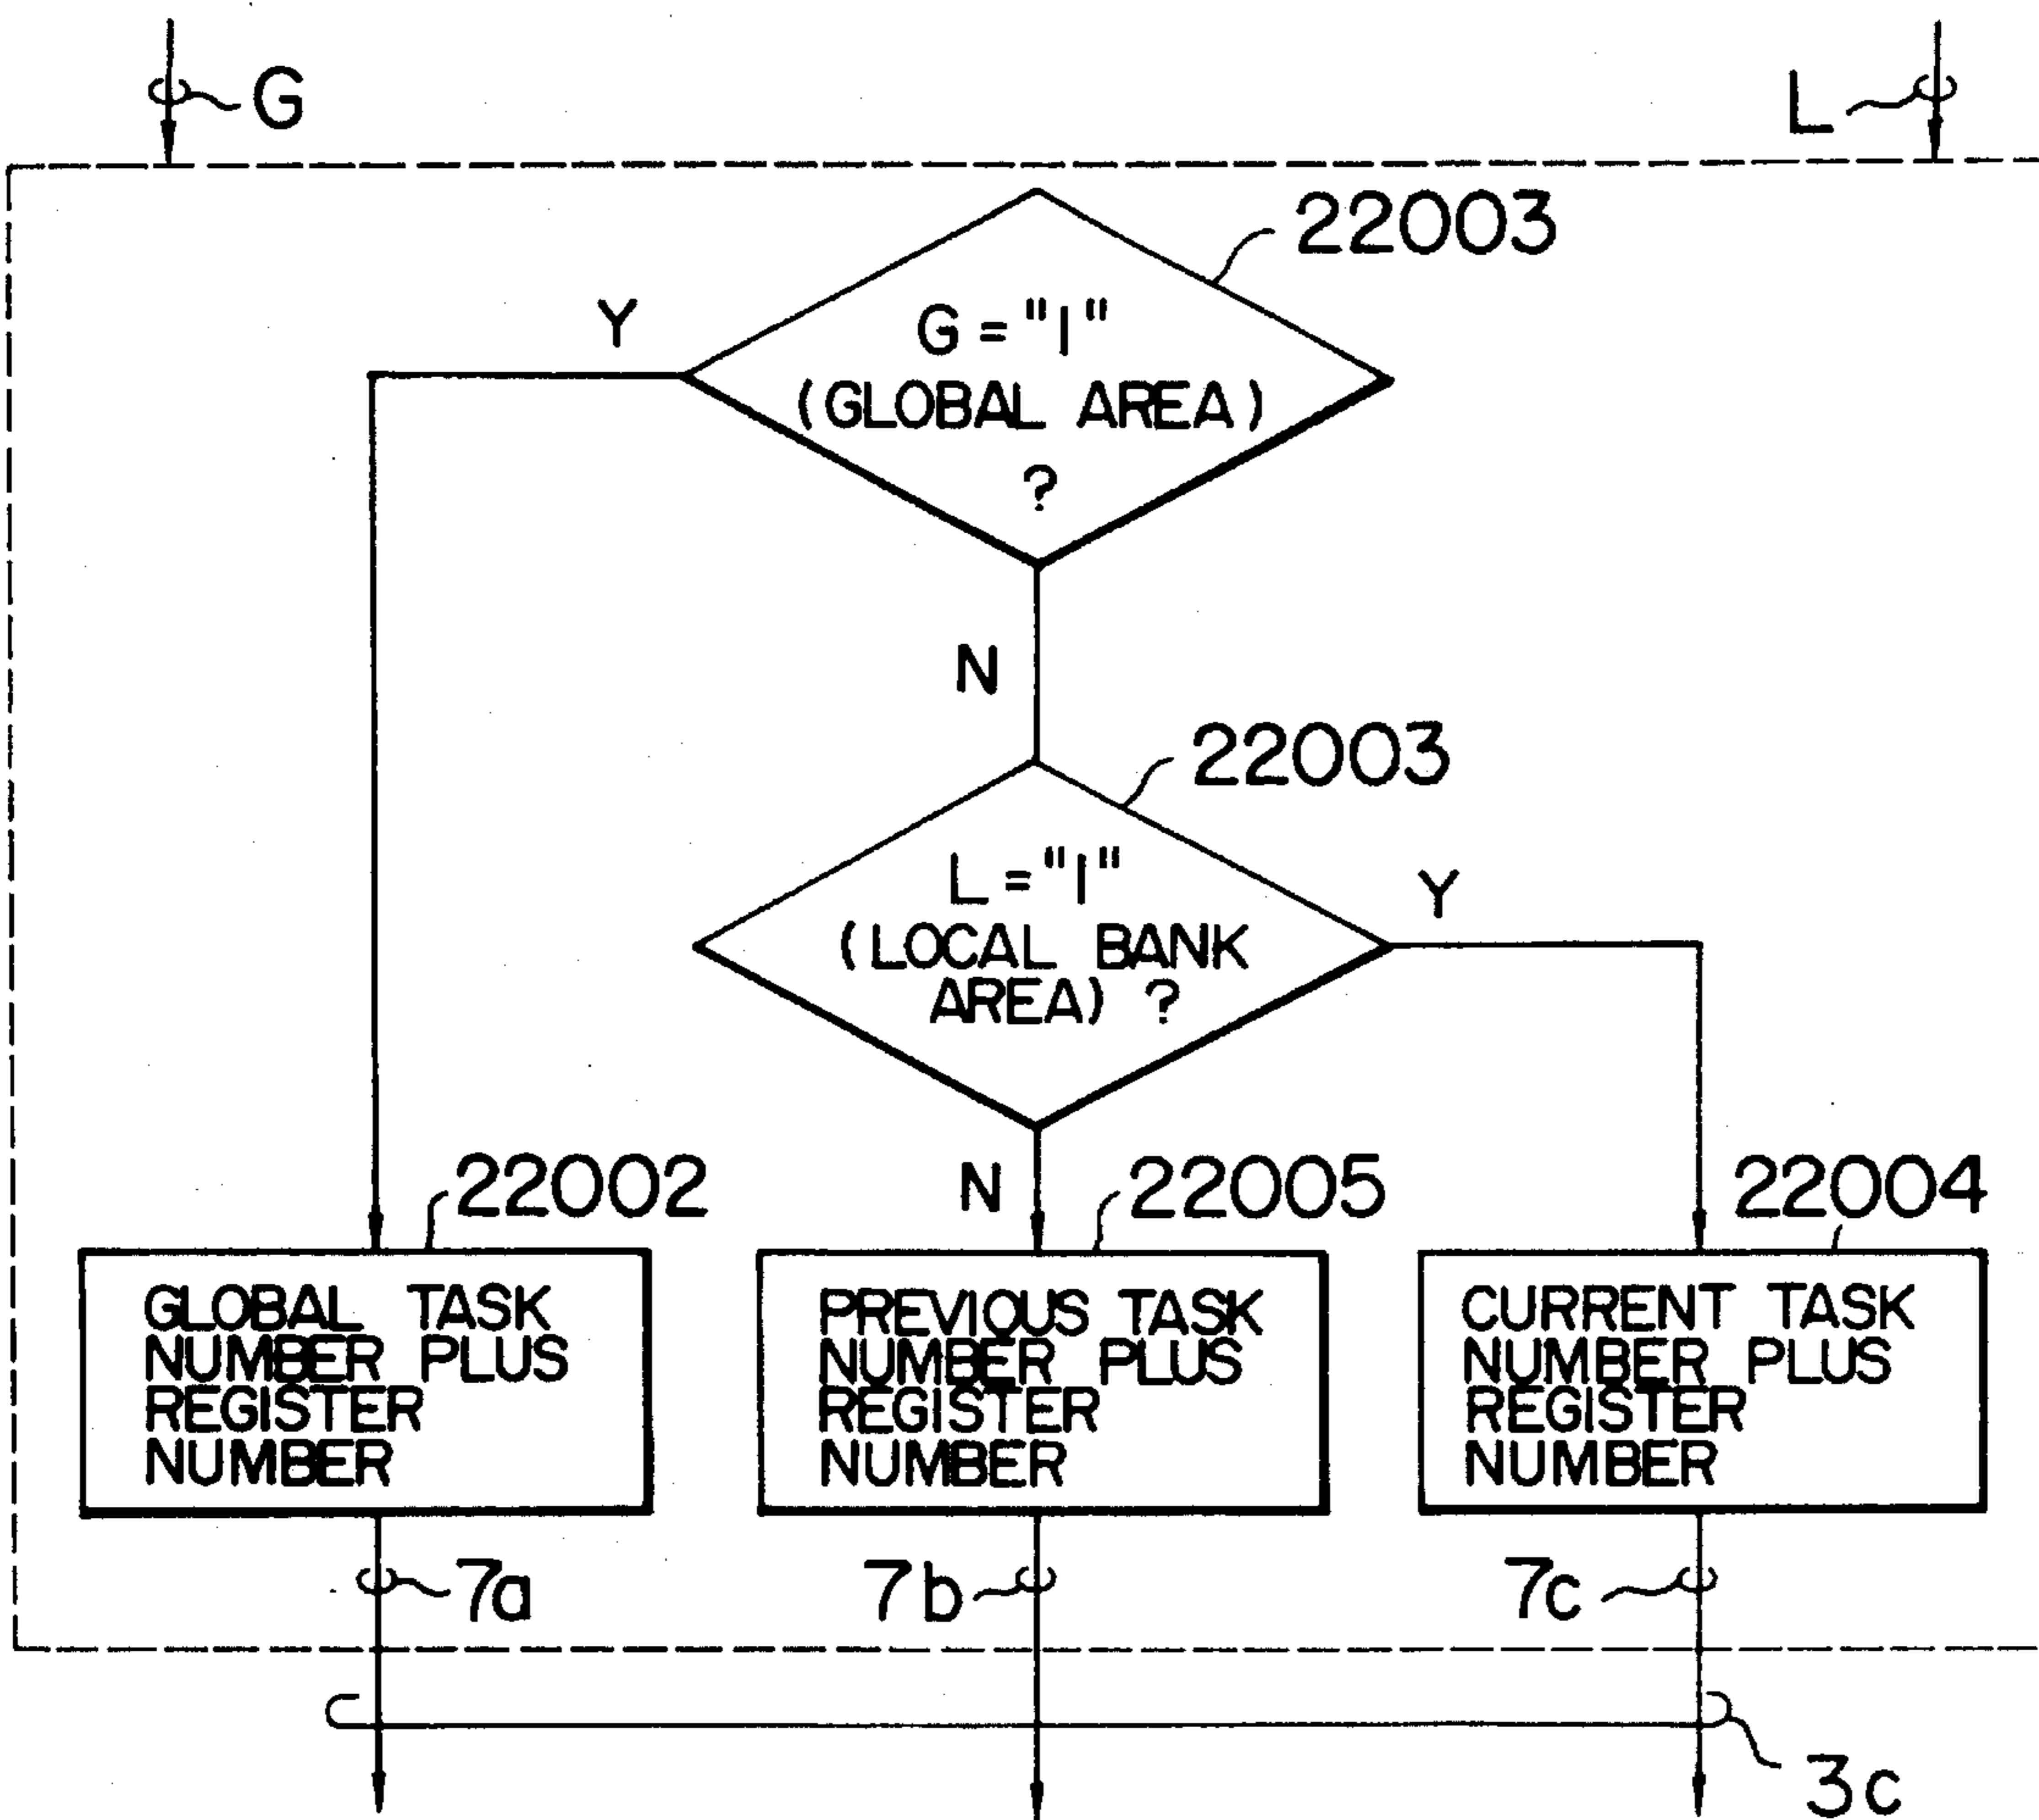 G
L
22003
Y
G = "1"
(GLOBAL AREA)
?
N
22003
L = "1"
(LOCAL BANK
AREA) ?
Y
22002
N
22005
22004
GLOBAL TASK
NUMBER PLUS
REGISTER
NUMBER
PREVIOUS TASK
NUMBER PLUS
REGISTER
NUMBER
CURRENT TASK
NUMBER PLUS
REGISTER
NUMBER
7a
7b
7c
3c